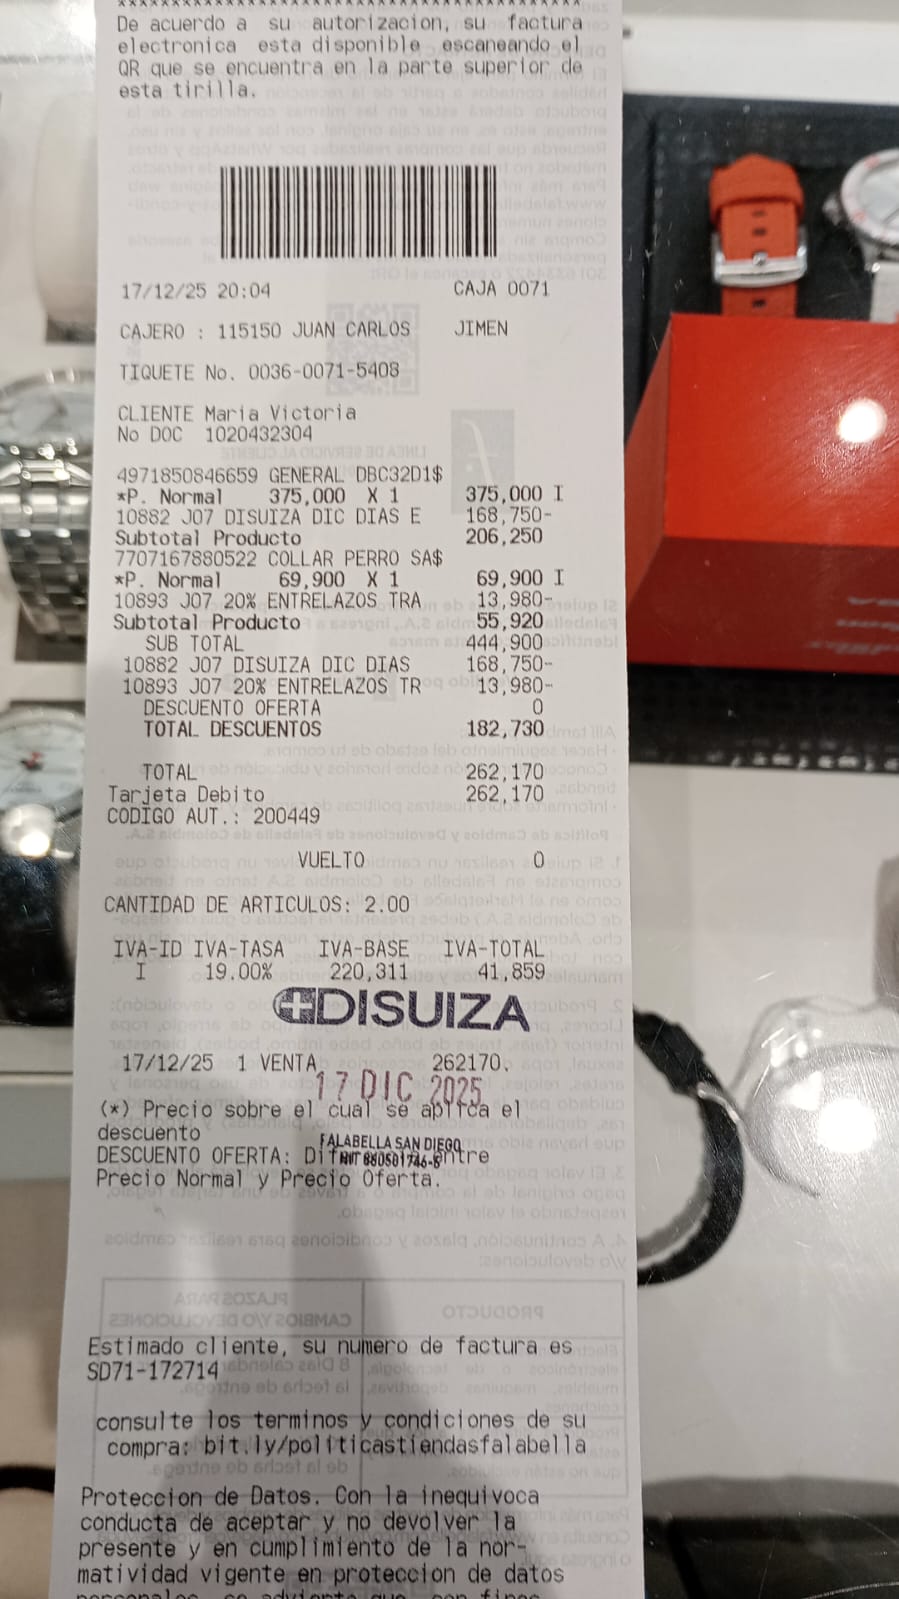 De acuerdo a su autorizacion, su factura
electronica esta disponible escaneando el
QR que se encuentra en la parte superior de
esta tirilla.
17/12/25 20:04 CAJA 0071
CAJERO : 115150 JUAN CARLOS JIMEN
TIQUETE No. 0036-0071-5408
CLIENTE Maria Victoria
No DOC 1020432304
4971850846659 GENERAL DBC32D1$
*P. Normal 375,000 X 1 375,000 I
10882 J07 DISUIZA DIC DIAS E 168,750-
Subtotal Producto 206,250
7707167880522 COLLAR PERRO SA$
*P. Normal 69,900 X 1 69,900 I
10893 J07 20% ENTRELAZOS TRA 13,980-
Subtotal Producto 55,920
SUB TOTAL 444,900
10882 J07 DISUIZA DIC DIAS 168,750-
10893 J07 20% ENTRELAZOS TR 13,980-
DESCUENTO OFERTA 0
TOTAL DESCUENTOS 182,730
TOTAL 262,170
Tarjeta Debito 262,170
CODIGO AUT.: 200449
VUELTO 0
CANTIDAD DE ARTICULOS: 2.00
IVA-ID IVA-TASA IVA-BASE IVA-TOTAL
I 19.00% 220,311 41,859
DISUIZA
17/12/25 1 VENTA 262170.
17 DIC 2025
(*) Precio sobre el cual se aplica el
descuento
FALABELLA SAN DIEGO
NIT 860501746-5
DESCUENTO OFERTA: entre
Precio Normal y Precio Oferta.
Estimado cliente, su numero de factura es
SD71-172714
consulte los terminos y condiciones de su
compra: bit.ly/politicastiendasfalabella
Proteccion de Datos. Con la inequivoca
conducta de aceptar y no devolver la
presente y en cumplimiento de la nor-
matividad vigente en proteccion de datos